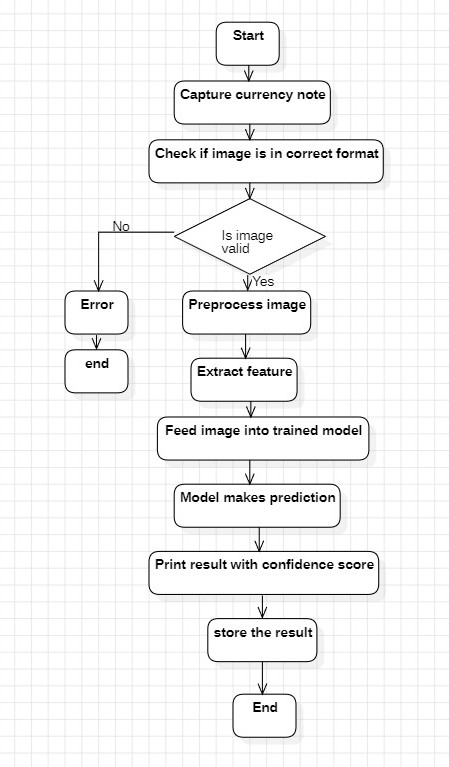 Start
Capture currency note
Check if image is in correct format
No
Is image
valid
Yes
Error
Preprocess image
end
Extract feature
Feed image into trained model
Model makes prediction
Print result with confidence score
store the result
End